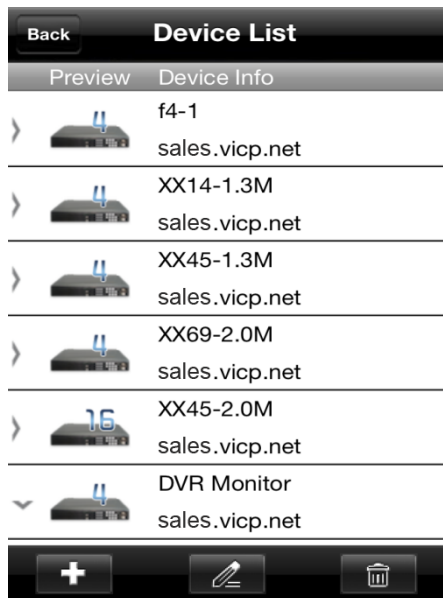 Back
Device List
Preview Device Info
4
f4-1
sales.vicp.net
4
XX14-1.3M
sales.vicp.net
4
XX45-1.3M
sales.vicp.net
4
XX69-2.0M
sales.vicp.net
16
XX45-2.0M
sales.vicp.net
4
DVR Monitor
sales.vicp.net